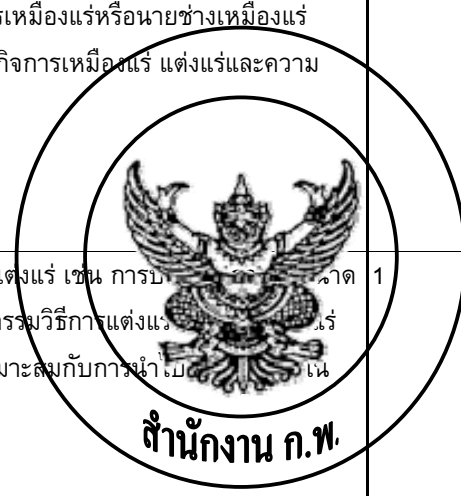 รเหมืองแร่หรือนายช่างเหมืองแร่
กิจการเหมืองแร่ แต่งแร่และความ
แต่งแร่ เช่น การบ 1
กรรมวิธีการแต่งแร
มาะสมกับการนำไป
สำนักงาน ก.พ.